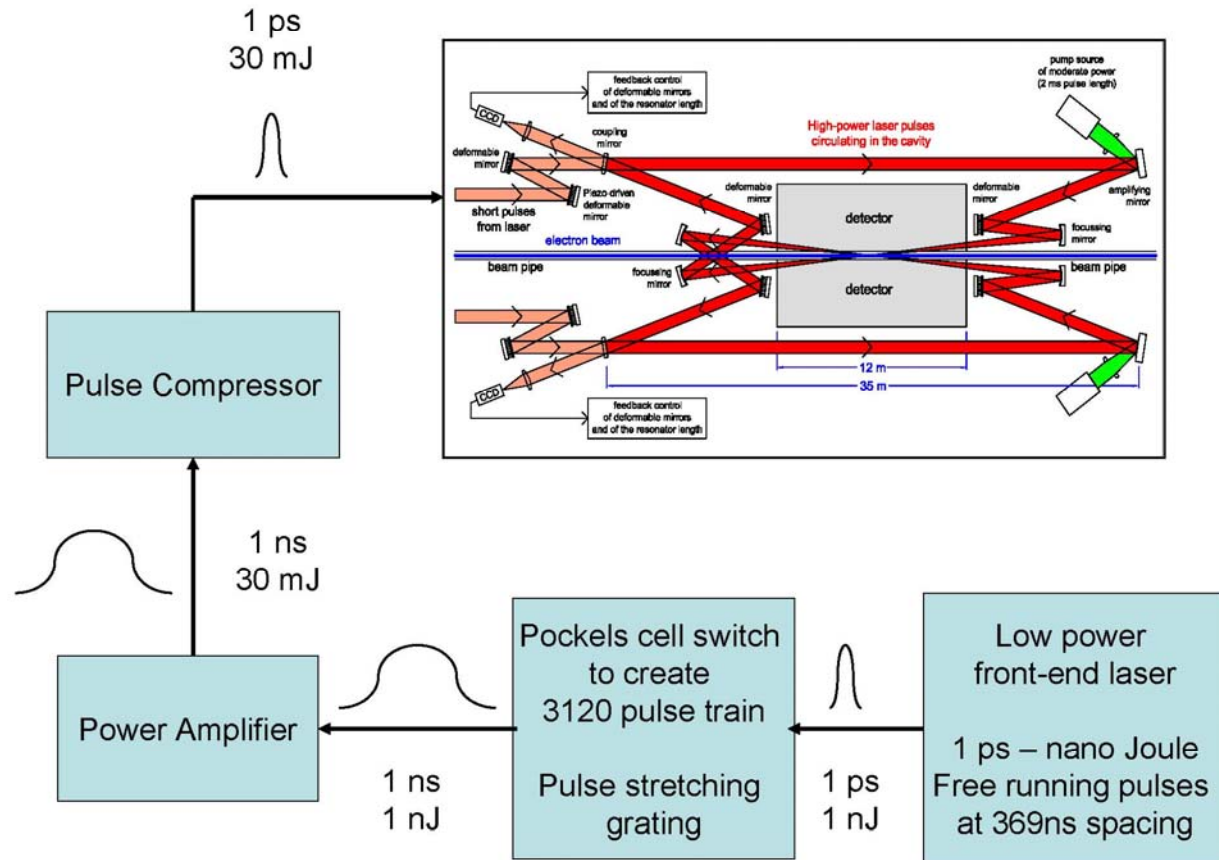 1 ps
30 mJ
feedback control
of deformable mirrors
and of the resonator length
CCD
coupling
mirror
deformable
mirror
Piezo-driven
deformable
mirror
short pulses
from laser
electron beam
beam pipe
focussing
mirror
High-power laser pulses
circulating in the cavity
deformable
mirror
detector
detector
deformable
mirror
pump source
of moderate power
(2 ms pulse length)
amplifying
mirror
focussing
mirror
beam pipe
12 m
35 m
CCD
feedback control
of deformable mirrors
and of the resonator length
Pulse Compressor
1 ns
30 mJ
Power Amplifier
1 ns
1 nJ
Pockels cell switch
to create
3120 pulse train
Pulse stretching
grating
1 ps
1 nJ
Low power
front-end laser
1 ps – nano Joule
Free running pulses
at 369ns spacing